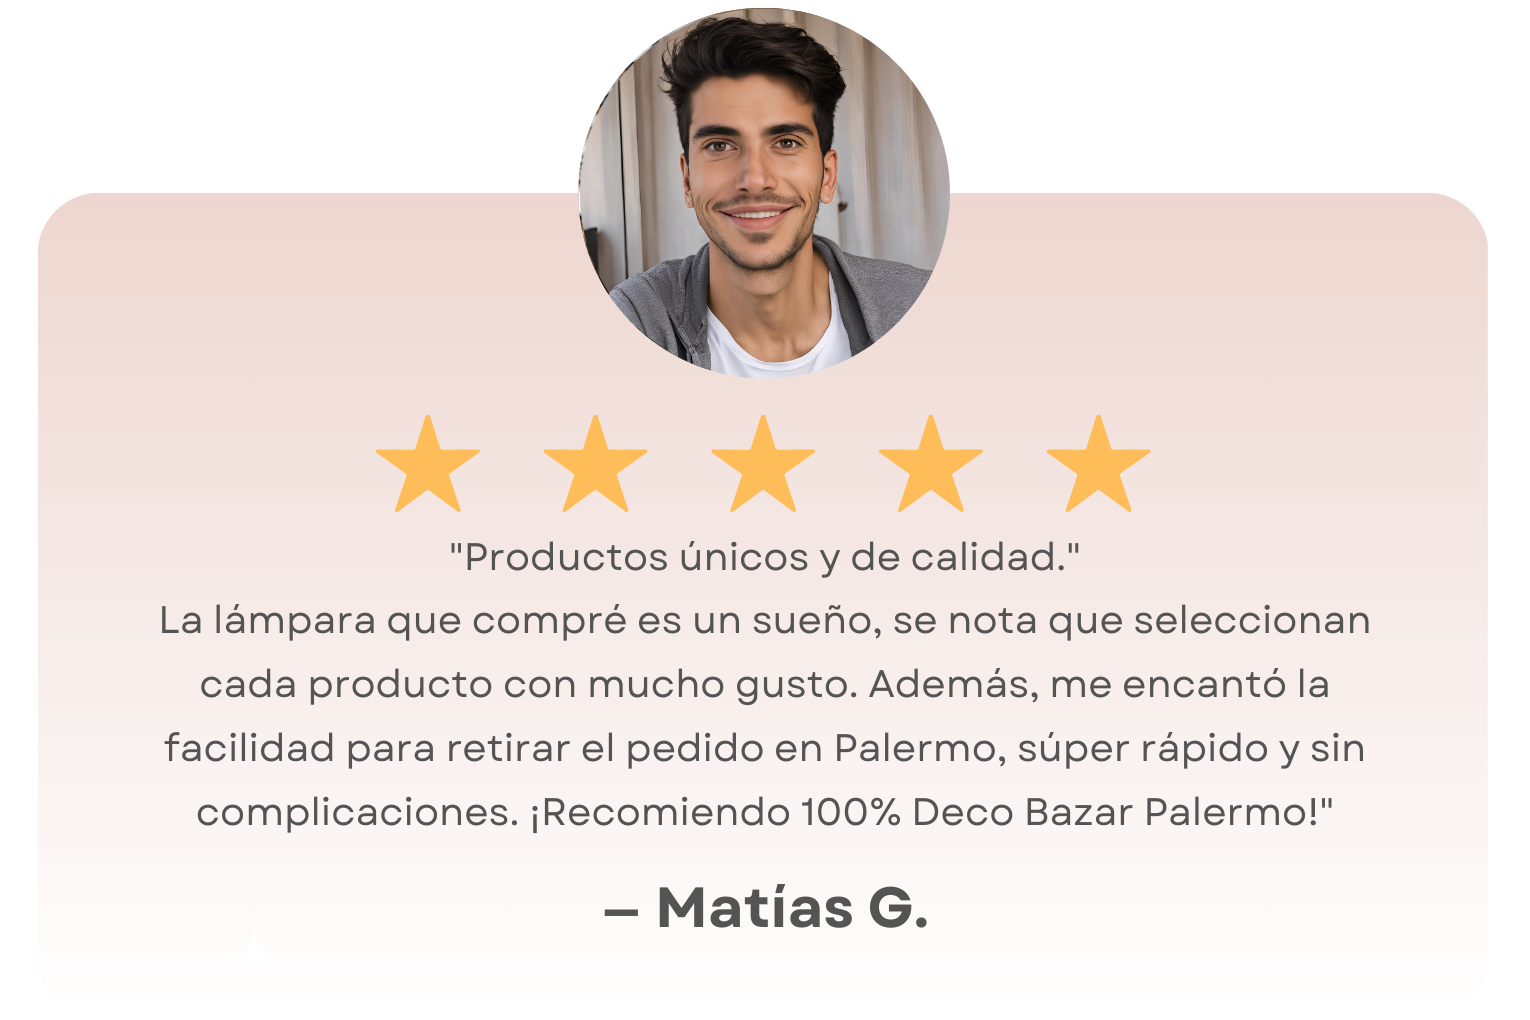 "Productos únicos y de calidad."
La lámpara que compré es un sueño, se nota que seleccionan
cada producto con mucho gusto. Además, me encantó la
facilidad para retirar el pedido en Palermo, súper rápido y sin
complicaciones. ¡Recomiendo 100% Deco Bazar Palermo!"
– Matías G.